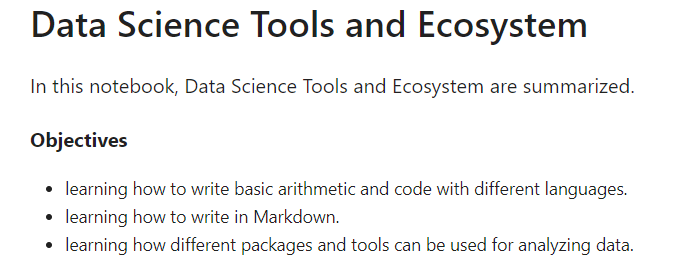 Data Science Tools and Ecosystem
In this notebook, Data Science Tools and Ecosystem are summarized.
Objectives
• learning how to write basic arithmetic and code with different languages.
• learning how to write in Markdown.
• learning how different packages and tools can be used for analyzing data.